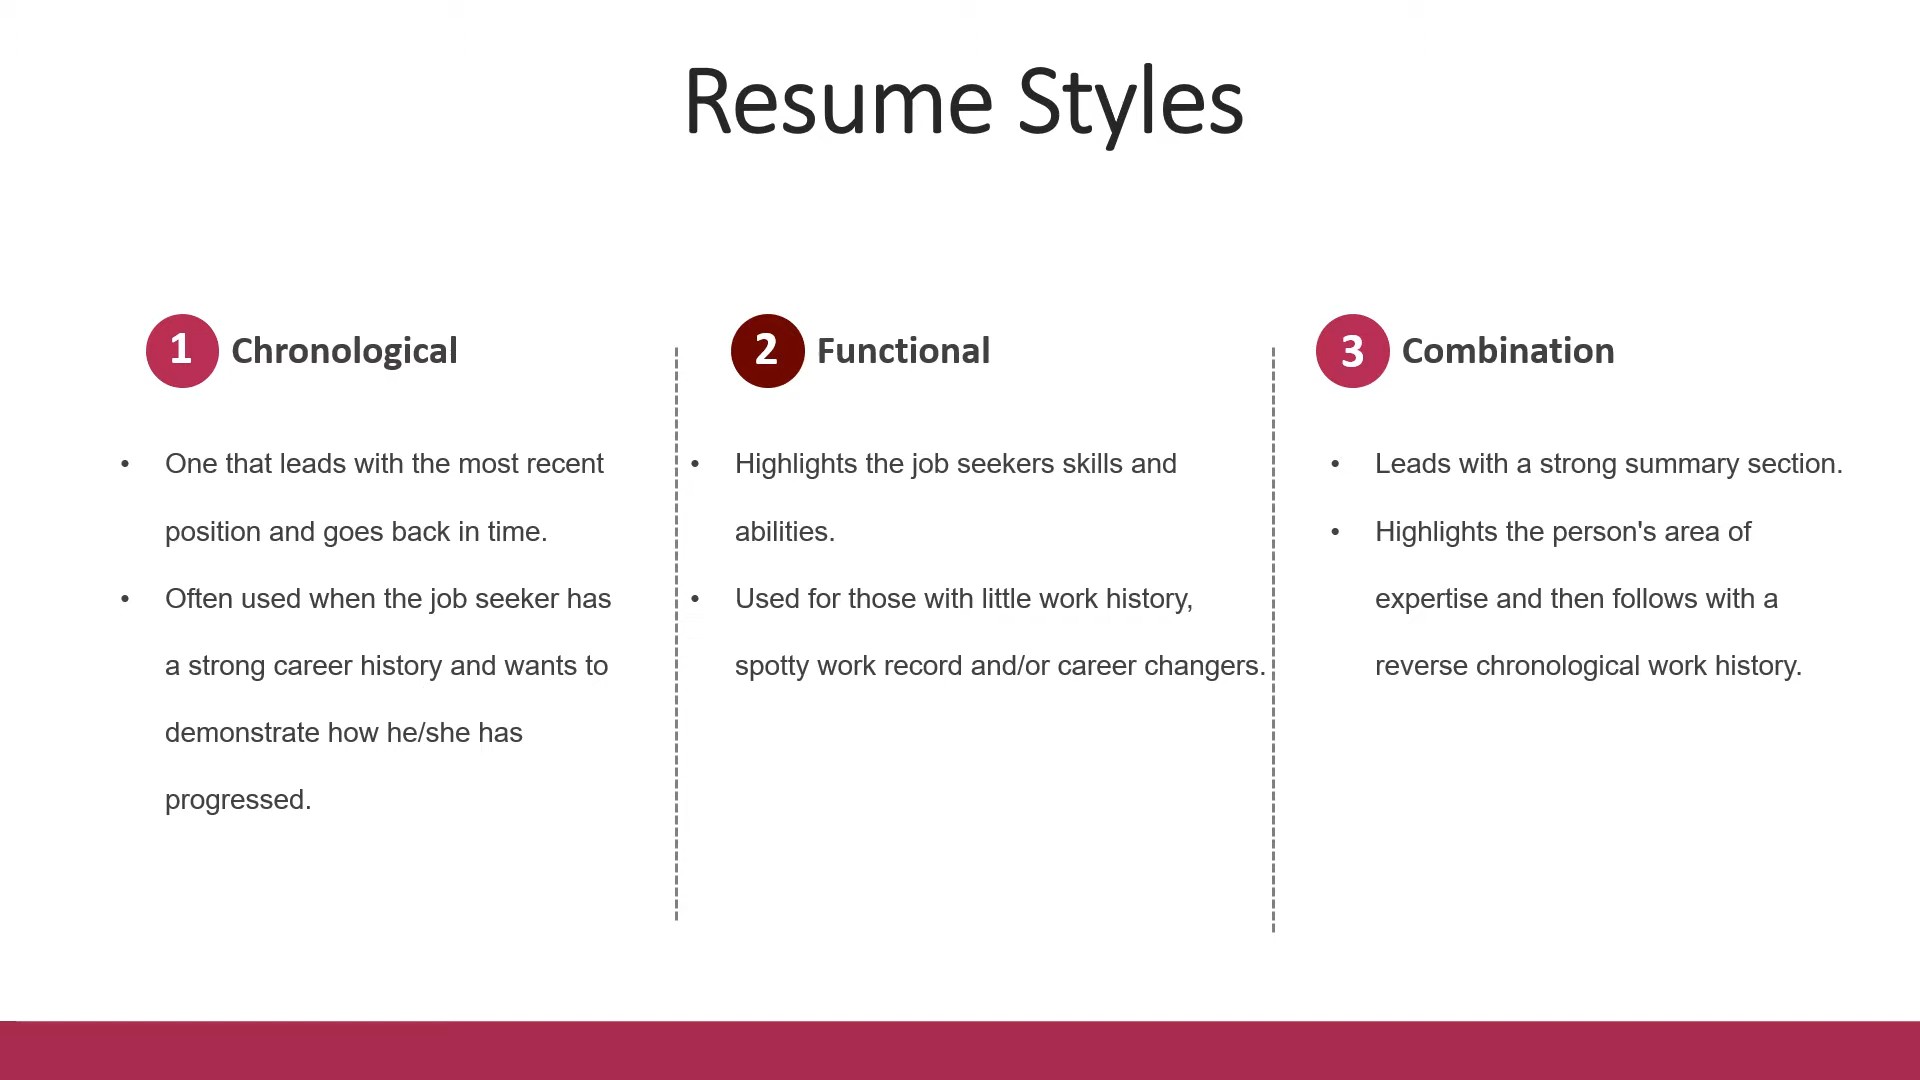 Resume Styles
1 Chronological
• One that leads with the most recent
position and goes back in time.
• Often used when the job seeker has
a strong career history and wants to
demonstrate how he/she has
progressed.
2 Functional
• Highlights the job seekers skills and
abilities.
• Used for those with little work history,
spotty work record and/or career changers.
3 Combination
• Leads with a strong summary section.
• Highlights the person's area of
expertise and then follows with a
reverse chronological work history.